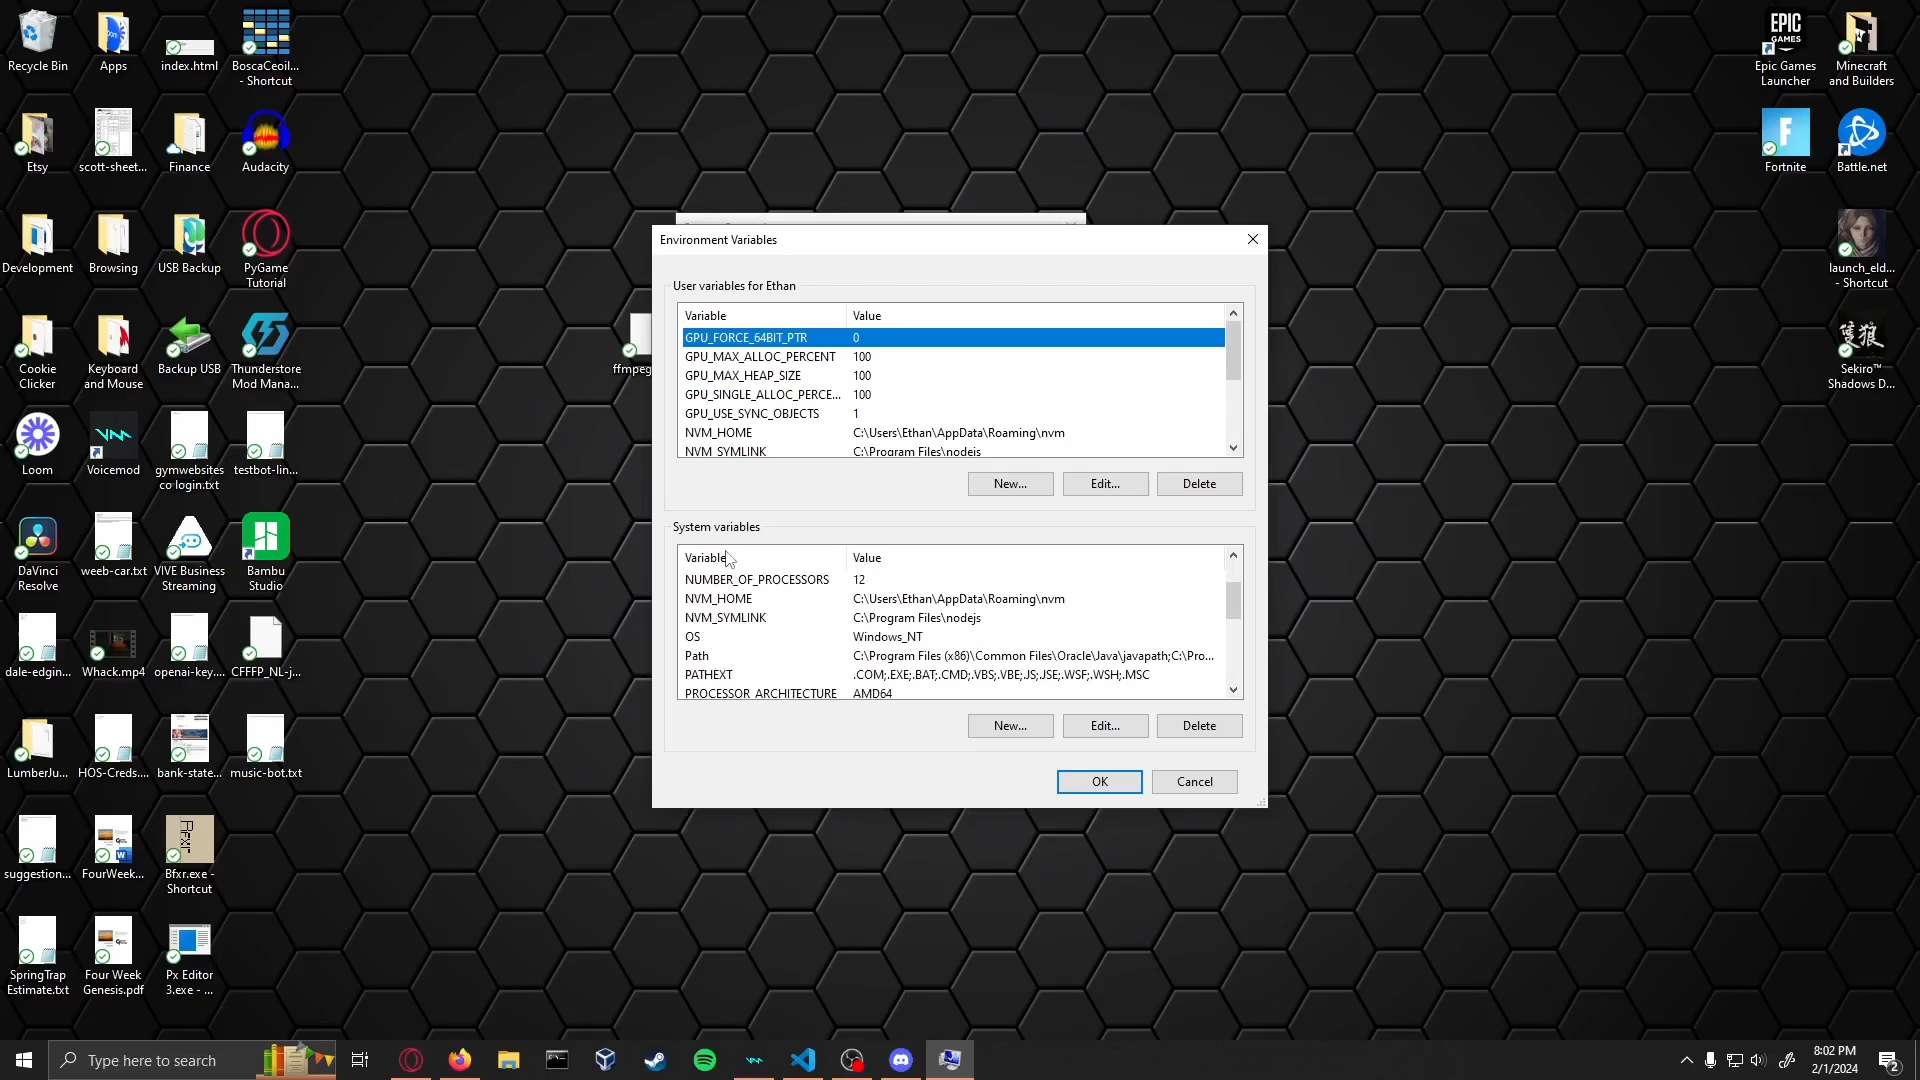 Recycle Bin
Apps
index.html
BoscaCeoil...
- Shortcut
EPIC
GAMES
Epic Games
Launcher
Minecraft
and Builders
Etsy
scott-sheet...
Finance
Audacity
Fortnite
Battle.net
Development
Browsing
USB Backup
PyGame
Tutorial
launch_eld...
- Shortcut
Cookie
Clicker
Keyboard
and Mouse
Backup USB
Thunderstore
Mod Mana...
ffmpeg
隻狼
Sekiro™
Shadows D...
Loom
Voicemod
gymwebsites
co login.txt
testbot-lin...
DaVinci
Resolve
weeb-car.txt
VIVE Business
Streaming
Bambu
Studio
dale-edgin...
Whack.mp4
openai-key....
CFFFP_NL-j...
LumberJu...
HOS-Creds....
bank-state...
music-bot.txt
suggestion...
FourWeek...
Bfxr
Bfxr.exe -
Shortcut
SpringTrap
Estimate.txt
Four Week
Genesis.pdf
Px Editor
3.exe - ...
Environment Variables
User variables for Ethan
Variable Value
GPU_FORCE_64BIT_PTR 0
GPU_MAX_ALLOC_PERCENT 100
GPU_MAX_HEAP_SIZE 100
GPU_SINGLE_ALLOC_PERCE... 100
GPU_USE_SYNC_OBJECTS 1
NVM_HOME C:\Users\Ethan\AppData\Roaming\nvm
NVM_SYMLINK C:\Program Files\nodejs
New... Edit... Delete
System variables
Variable Value
NUMBER_OF_PROCESSORS 12
NVM_HOME C:\Users\Ethan\AppData\Roaming\nvm
NVM_SYMLINK C:\Program Files\nodejs
OS Windows_NT
Path C:\Program Files (x86)\Common Files\Oracle\Java\javapath;C:\Pro...
PATHEXT .COM;.EXE;.BAT;.CMD;.VBS;.VBE;.JS;.JSE;.WSF;.WSH;.MSC
PROCESSOR_ARCHITECTURE AMD64
New... Edit... Delete
OK Cancel
Type here to search
8:02 PM
2/1/2024
2